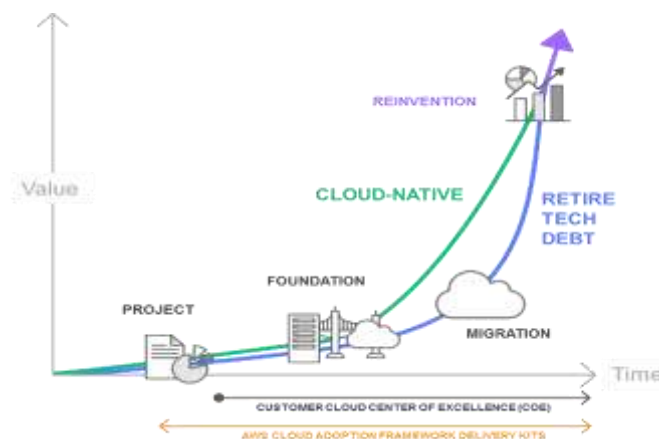 REINVENTION
Value
CLOUD-NATIVE
RETIRE
TECH
DEBT
FOUNDATION
PROJECT
MIGRATION
Time
CUSTOMER CLOUD CENTER OF EXCELLENCE (COE)
AWS CLOUD ADOPTION FRAMEWORK DELIVERY KITS